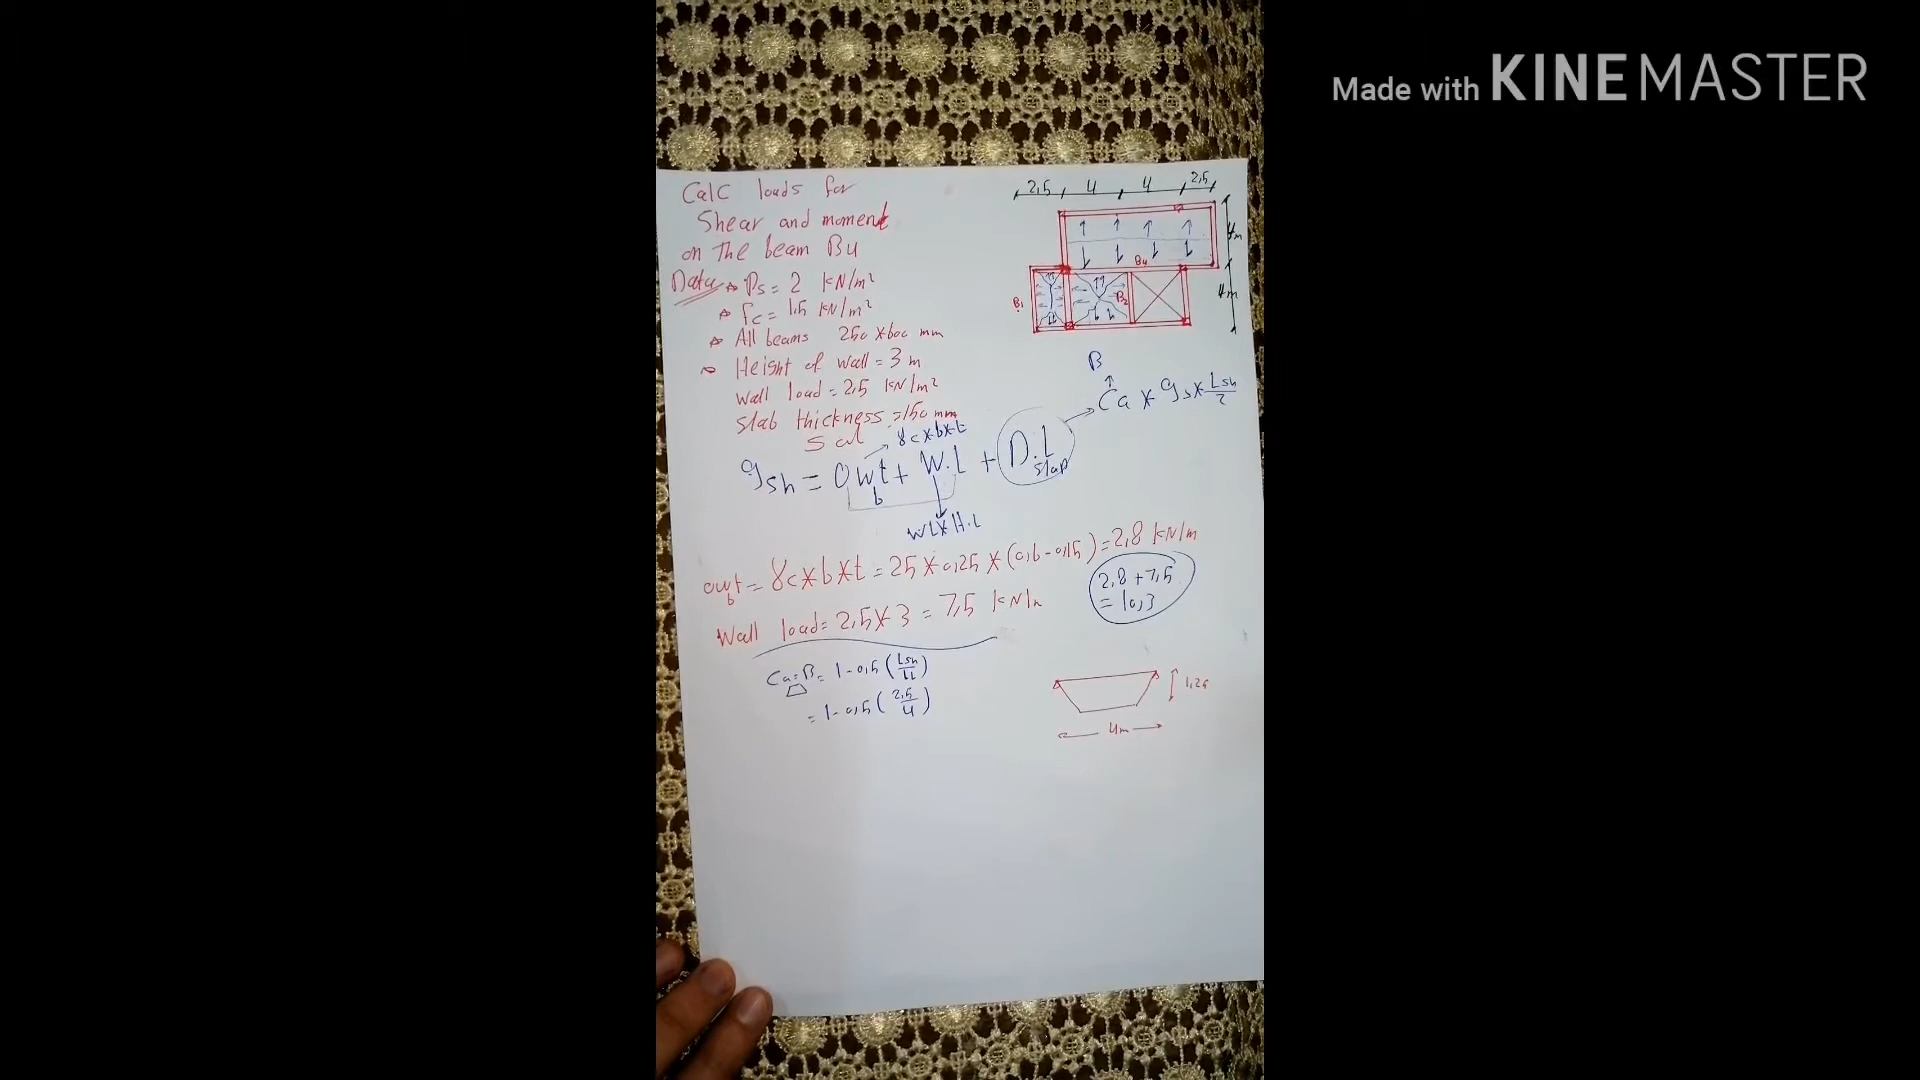 Made with KINEMASTER
Calc loads for
Shear and moment
on The beam B4
Data Ps = 2 kN/m²
Fc = 1,5 kN/m²
All beams 250 x 600 mm
Height of wall = 3 m
wall load = 2,5 kN/m²
Slab thickness = 150 mm
Sol
γc*b*t
gsh = Owt + W.L + D.L
b
slab
WL*H.L
B
Ca * gs * Lsh/2
owt = γc*b*t = 25*0,25*(0,6-0,15) = 2,8 kN/m
b
Wall load = 2,5*3 = 7,5 kN/m
2,8 + 7,5
= 10,3
Ca = B = 1-0,5 (Lsh/LL)
= 1-0,5 (2,5/4)
2,5 4 4 2,5
4m
B4
B1
B2
4m
1,25
4m